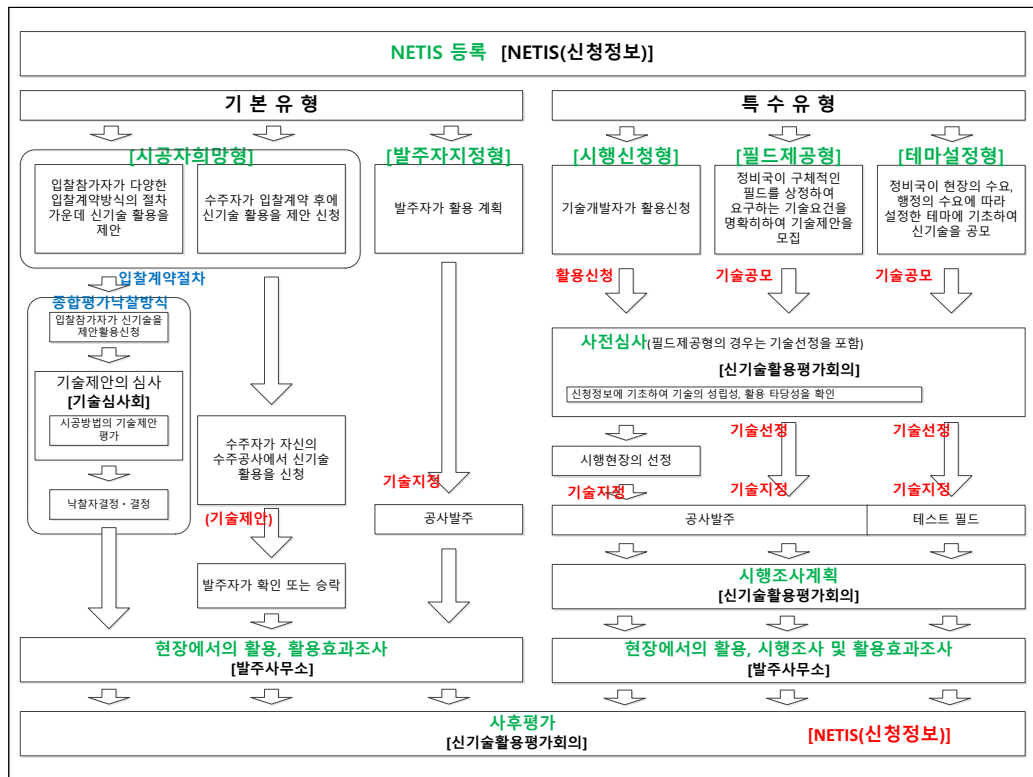 NETIS 등록 [NETIS(신청정보)]
기 본 유 형
특 수 유 형
[시공자희망형]
[발주자지정형]
[시행신청형]
[필드제공형]
[테마설정형]
입찰참가자가 다양한
입찰계약방식의 절차
가운데 신기술 활용을
제안
수주자가 입찰계약 후에
신기술 활용을 제안 신청
발주자가 활용 계획
기술개발자가 활용신청
정비국이 구체적인
필드를 상정하여
요구하는 기술요건을
명확히하여 기술제안을
모집
정비국이 현장의 수요,
행정의 수요에 따라
설정한 테마에 기초하여
신기술을 공모
입찰계약절차
활용신청
기술공모
기술공모
종합평가낙찰방식
입찰참가자가 신기술을
제안활용신청
기술제안의 심사
[기술심사회]
시공방법의 기술제안
평가
낙찰자결정・결정
수주자가 자신의
수주공사에서 신기술
활용을 신청
(기술제안)
발주자가 확인 또는 승락
기술지정
공사발주
사전심사(필드제공형의 경우는 기술선정을 포함)
[신기술활용평가회의]
신청정보에 기초하여 기술의 성립성, 활용 타당성을 확인
기술선정
기술선정
시행현장의 선정
기술지정
기술지정
기술지정
공사발주
테스트 필드
시행조사계획
[신기술활용평가회의]
현장에서의 활용, 활용효과조사
[발주사무소]
현장에서의 활용, 시행조사 및 활용효과조사
[발주사무소]
사후평가
[신기술활용평가회의]
[NETIS(신청정보)]